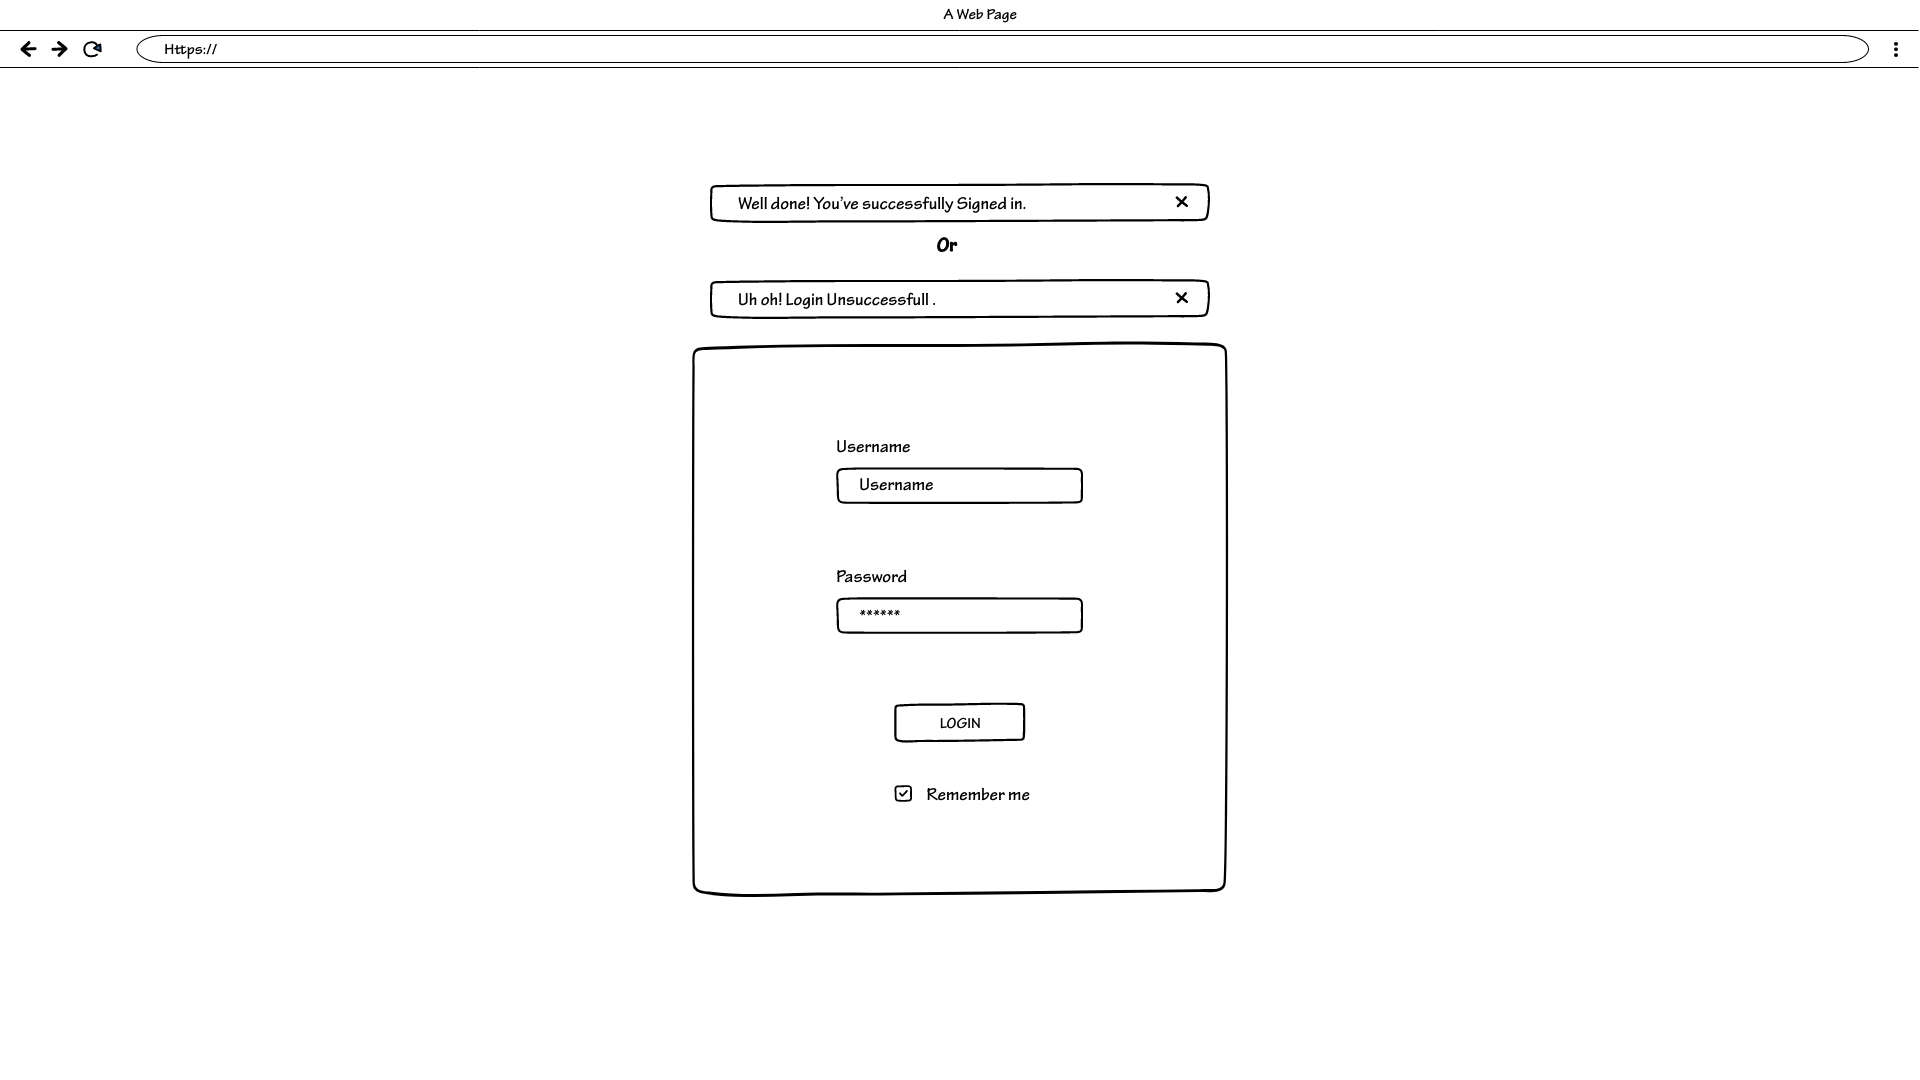 A Web Page
Https://
Well done! You've successfully Signed in.
Or
Uh oh! Login Unsuccessfull .
Username
Username
Password
******
LOGIN
Remember me